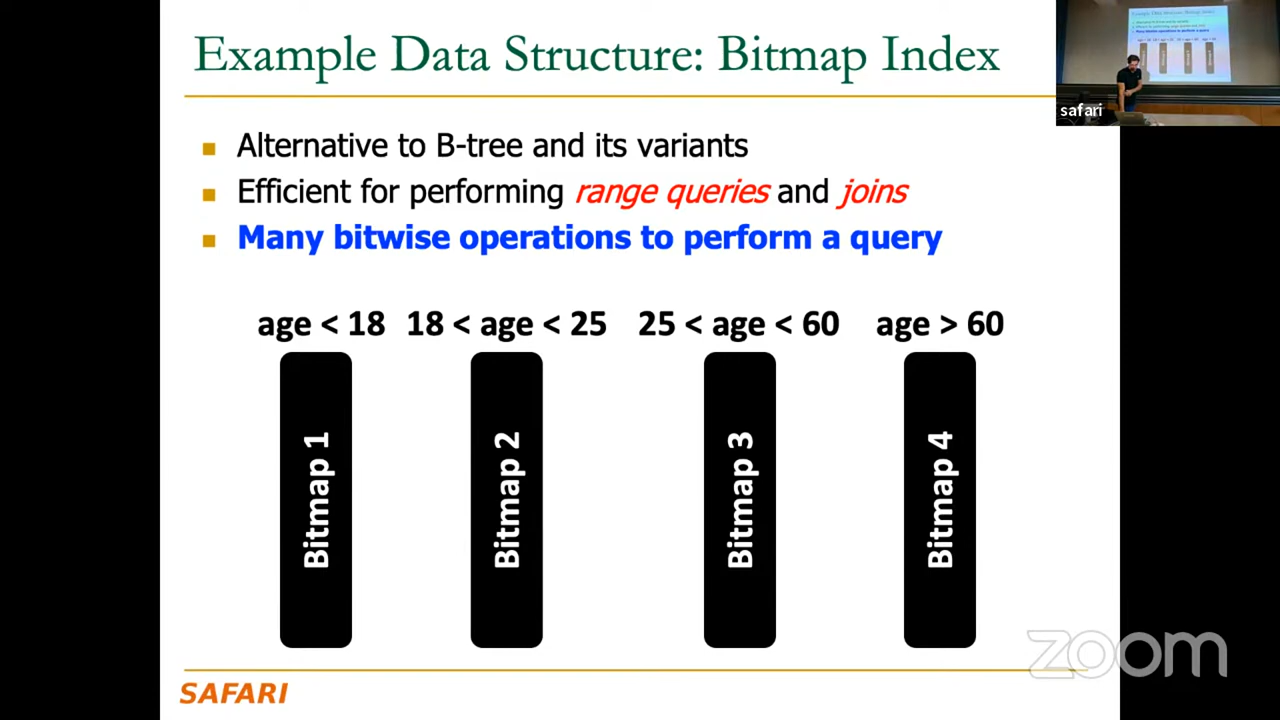 Example Data Structure: Bitmap Index
safari
Alternative to B-tree and its variants
Efficient for performing range queries and joins
Many bitwise operations to perform a query
age < 18 18 < age < 25 25 < age < 60 age > 60
Bitmap 1
Bitmap 2
Bitmap 3
Bitmap 4
zoom
SAFARI